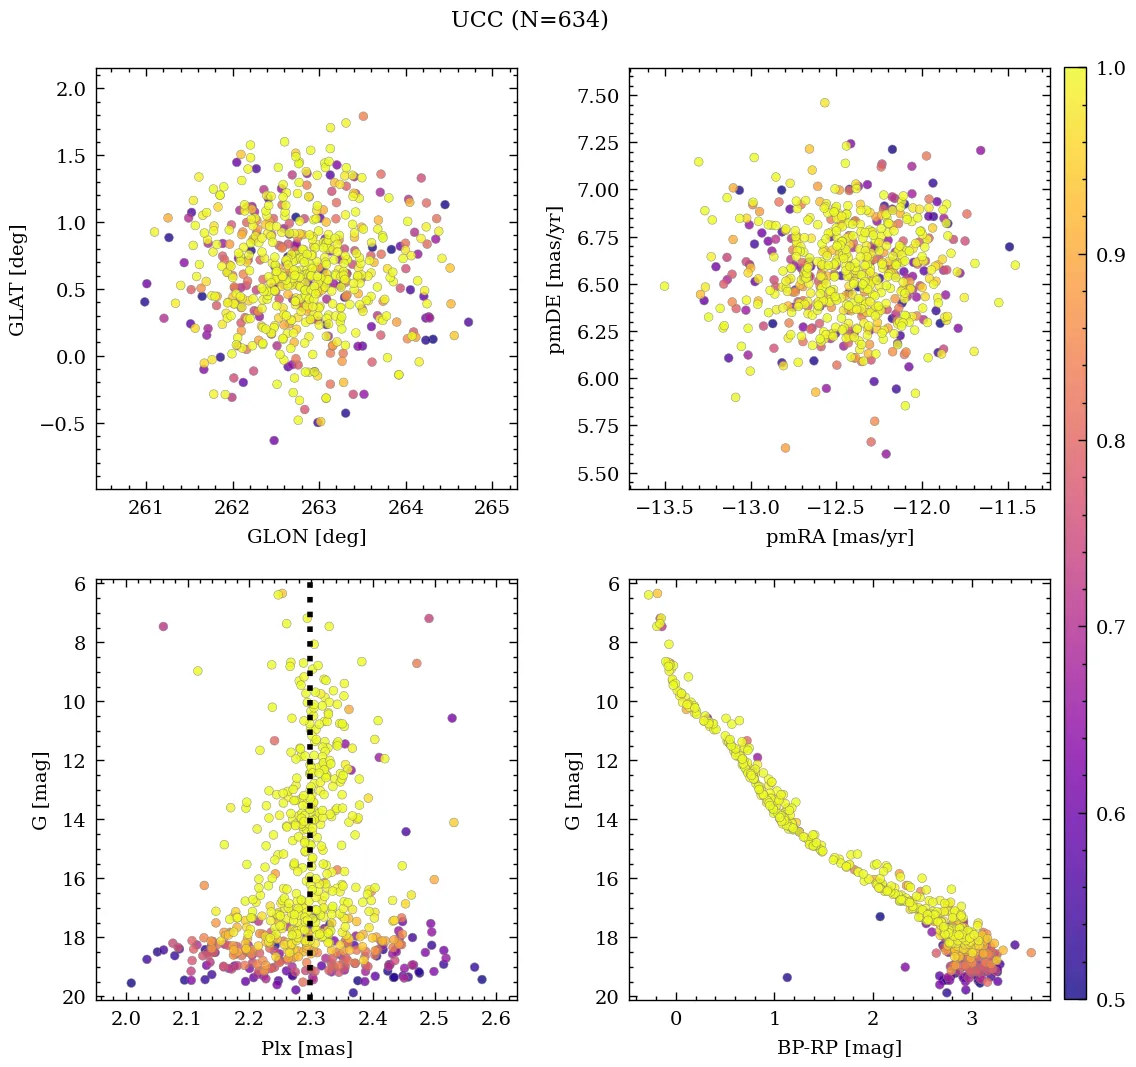 UCC (N=634)
2.0
1.5
1.0
0.5
0.0
−0.5
GLAT [deg]
261 262 263 264 265
GLON [deg]
7.50
7.25
7.00
6.75
6.50
6.25
6.00
5.75
5.50
pmDE [mas/yr]
−13.5 −13.0 −12.5 −12.0 −11.5
pmRA [mas/yr]
1.0
0.9
0.8
0.7
0.6
0.5
6
8
10
12
14
16
18
20
G [mag]
2.0 2.1 2.2 2.3 2.4 2.5 2.6
Plx [mas]
6
8
10
12
14
16
18
20
G [mag]
0 1 2 3
BP-RP [mag]